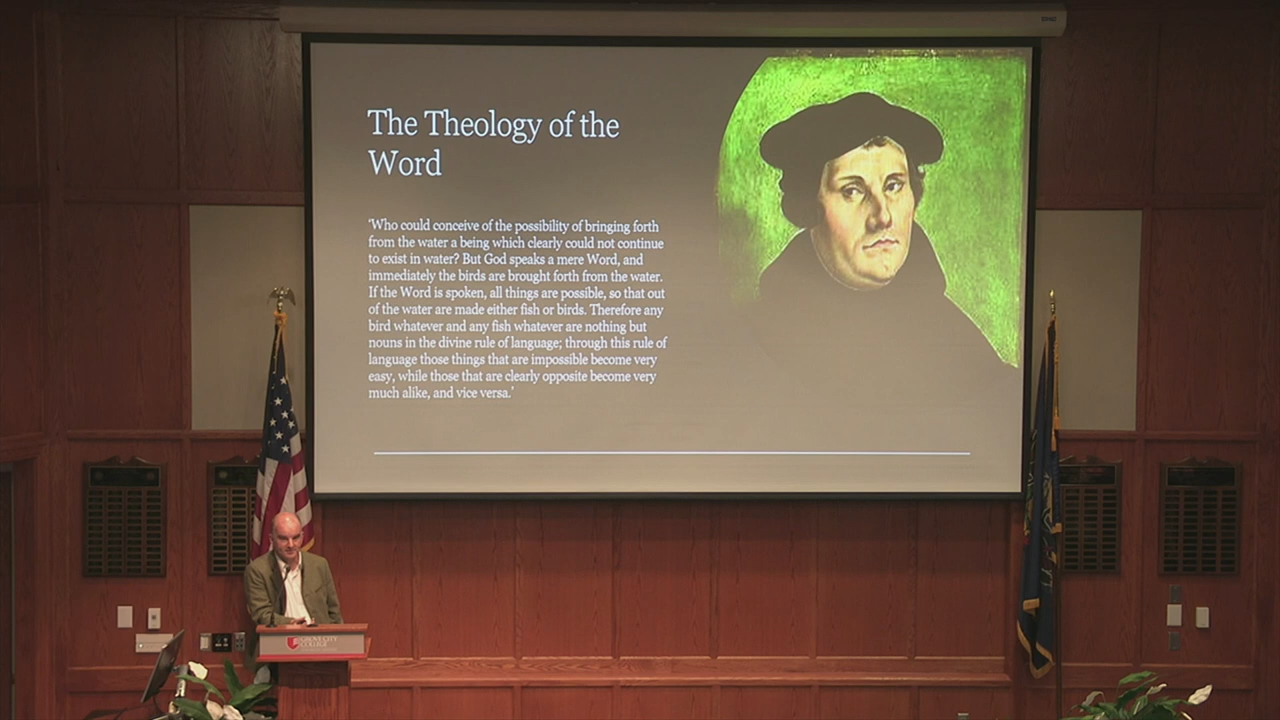 The Theology of the
Word
‘Who could conceive of the possibility of bringing forth
from the water a being which clearly could not continue
to exist in water? But God speaks a mere Word, and
immediately the birds are brought forth from the water.
If the Word is spoken, all things are possible, so that out
of the water are made either fish or birds. Therefore any
bird whatever and any fish whatever are nothing but
nouns in the divine rule of language; through this rule of
language those things that are impossible become very
easy, while those that are clearly opposite become very
much alike, and vice versa.’
GROVE CITY
COLLEGE